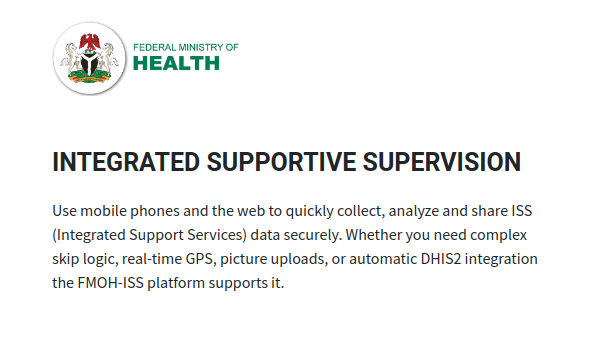 FEDERAL MINISTRY OF
HEALTH
INTEGRATED SUPPORTIVE SUPERVISION
Use mobile phones and the web to quickly collect, analyze and share ISS
(Integrated Support Services) data securely. Whether you need complex
skip logic, real-time GPS, picture uploads, or automatic DHIS2 integration
the FMOH-ISS platform supports it.